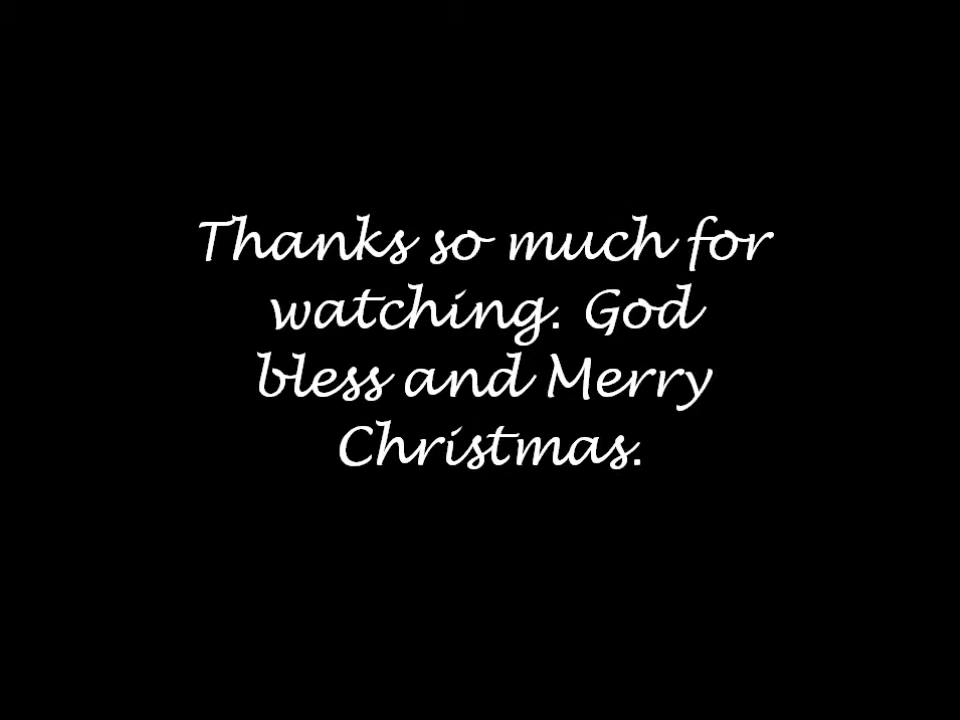 Thanks so much for
watching. God
bless and Merry
Christmas.